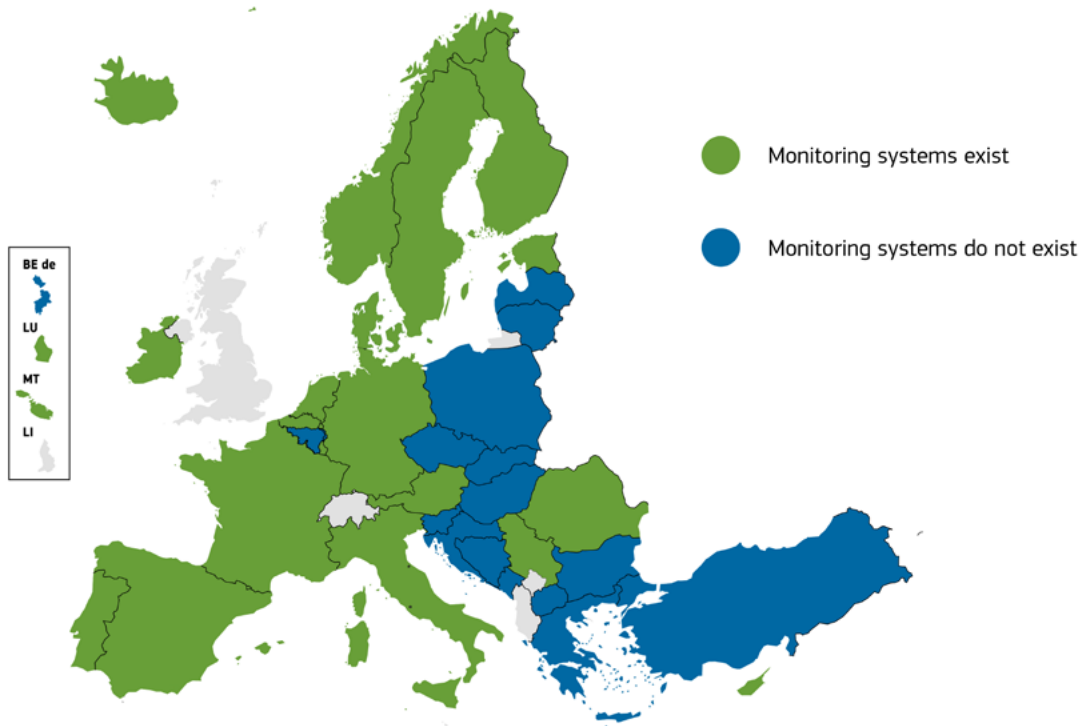 Monitoring systems exist
Monitoring systems do not exist
BE de
LU
MT
LI